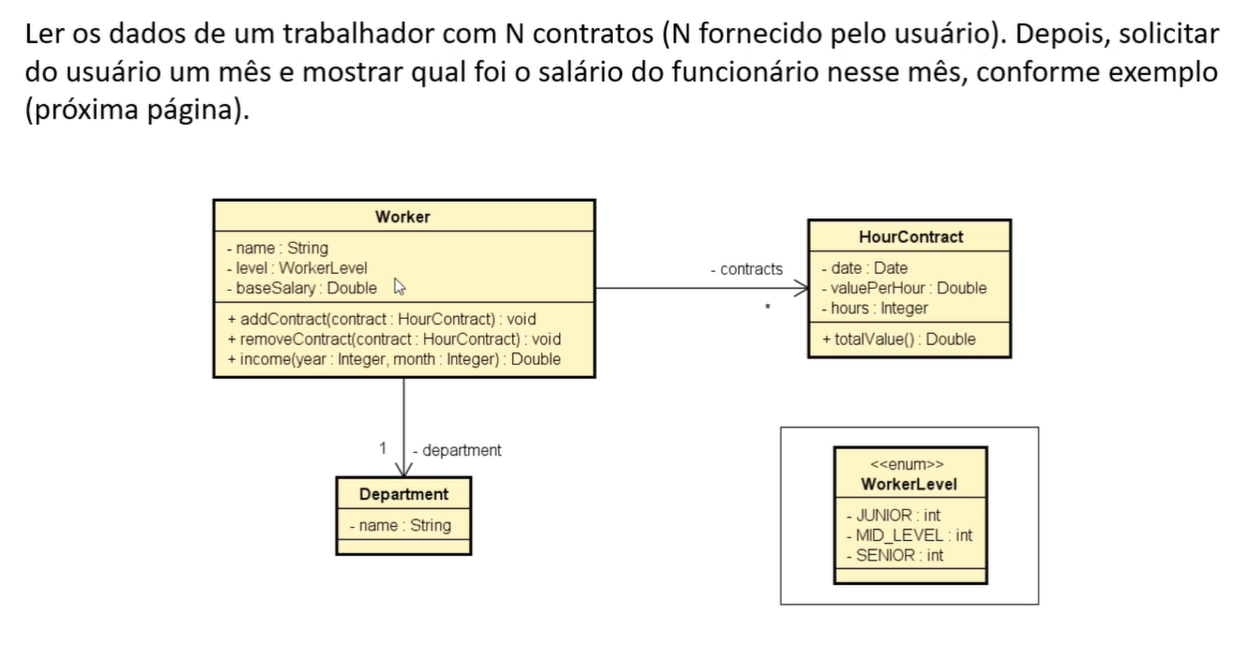 Ler os dados de um trabalhador com N contratos (N fornecido pelo usuário). Depois, solicitar
do usuário um mês e mostrar qual foi o salário do funcionário nesse mês, conforme exemplo
(próxima página).
Worker
- name : String
- level : WorkerLevel
- baseSalary : Double
+ addContract(contract : HourContract) : void
+ removeContract(contract : HourContract) : void
+ income(year : Integer, month : Integer) : Double
- contracts
*
HourContract
- date : Date
- valuePerHour : Double
- hours : Integer
+ totalValue() : Double
1
- department
Department
- name : String
<<enum>>
WorkerLevel
- JUNIOR : int
- MID_LEVEL : int
- SENIOR : int